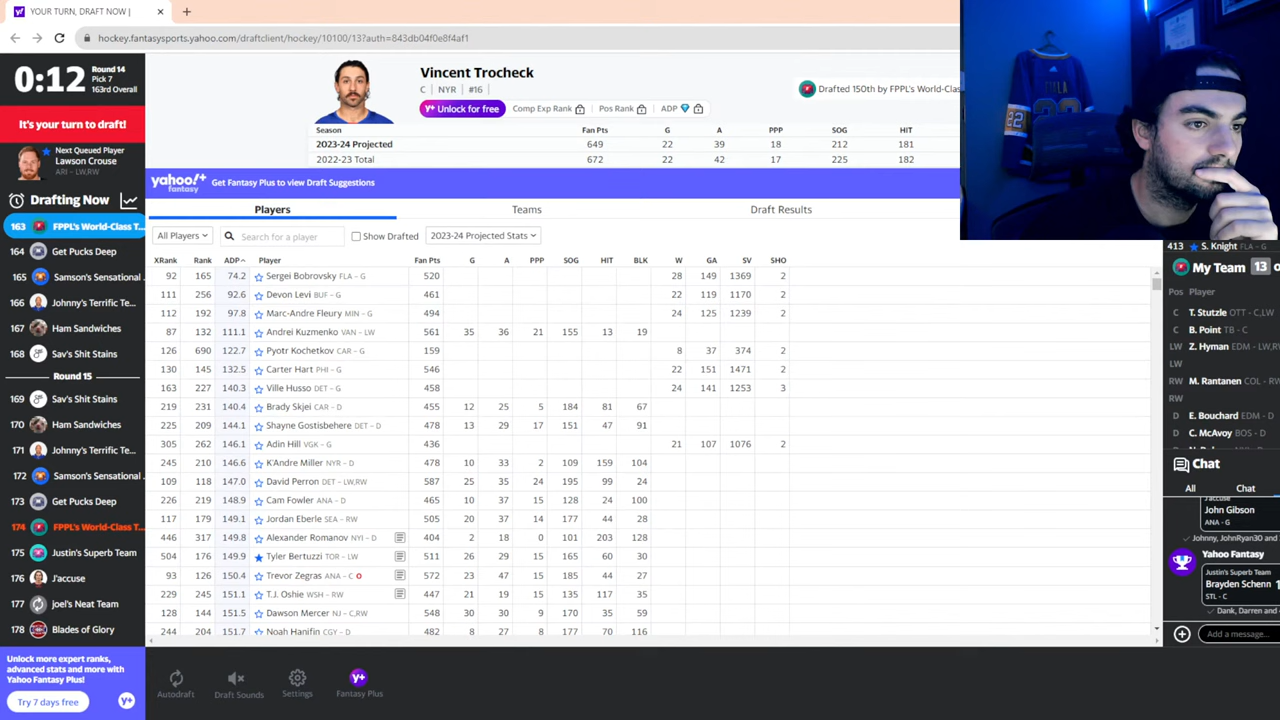 YOUR TURN, DRAFT NOW |
hockey.fantasysports.yahoo.com/draftclient/hockey/10100/13?auth=843db04f0e8f4af1
0:12
Round 14
Pick 7
163rd Overall
It's your turn to draft!
Next Queued Player
Lawson Crouse
ARI – LW,RW
Drafting Now
163 FPPL's World-Class T...
164 Get Pucks Deep
165 Samson's Sensational ..
166 Johnny's Terrific Te...
167 Ham Sandwiches
168 Sav's Shit Stains
Round 15
169 Sav's Shit Stains
170 Ham Sandwiches
171 Johnny's Terrific Te...
172 Samson's Sensational ..
173 Get Pucks Deep
174 FPPL's World-Class T...
175 Justin's Superb Team
176 J'accuse
177 Joel's Neat Team
178 Blades of Glory
Unlock more expert ranks, advanced stats and more with Yahoo Fantasy Plus!
Try 7 days free
Y+
Vincent Trocheck
C | NYR | #16
Y+ Unlock for free Comp Exp Rank Pos Rank ADP
Drafted 150th by FPPL's World-Clas
Season Fan Pts G A PPP SOG HIT
2023-24 Projected 649 22 39 18 212 181
2022-23 Total 672 22 42 17 225 182
yahoo!+ fantasy Get Fantasy Plus to view Draft Suggestions
Players Teams Draft Results
All Players Search for a player Show Drafted 2023-24 Projected Stats
XRank Rank ADP Player Fan Pts G A PPP SOG HIT BLK W GA SV SHO
92 165 74.2 Sergei Bobrovsky FLA – G 520 28 149 1369 2
111 256 92.6 Devon Levi BUF – G 461 22 119 1170 2
112 192 97.8 Marc-Andre Fleury MIN – G 494 24 125 1239 2
87 132 111.1 Andrei Kuzmenko VAN – LW 561 35 36 21 155 13 19
126 690 122.7 Pyotr Kochetkov CAR – G 159 8 37 374 2
130 145 132.5 Carter Hart PHI – G 546 22 151 1471 2
163 227 140.3 Ville Husso DET – G 458 24 141 1253 3
219 231 140.4 Brady Skjei CAR – D 455 12 25 5 184 81 67
225 209 144.1 Shayne Gostisbehere DET – D 478 13 29 17 151 47 91
305 262 146.1 Adin Hill VGK – G 436 21 107 1076 2
245 210 146.6 K'Andre Miller NYR – D 478 10 33 2 109 159 104
109 118 147.0 David Perron DET – LW,RW 587 25 35 24 195 99 24
226 219 148.9 Cam Fowler ANA – D 465 10 37 15 128 24 100
117 179 149.1 Jordan Eberle SEA – RW 505 20 37 14 177 44 28
446 317 149.8 Alexander Romanov NYI – D 404 2 18 0 101 203 128
504 176 149.9 Tyler Bertuzzi TOR – LW 511 26 29 15 165 60 30
93 126 150.4 Trevor Zegras ANA – C O 572 23 47 15 185 44 27
229 245 151.1 T.J. Oshie WSH – RW 447 21 19 15 135 117 35
128 144 151.5 Dawson Mercer NJ – C,RW 548 30 30 9 170 35 59
244 204 151.7 Noah Hanifin CGY – D 482 8 27 8 177 70 116
Autodraft
Draft Sounds
Settings
Y+
Fantasy Plus
413 S. Knight FLA – G
My Team 13 o
Pos Player
C T. Stutzle OTT – C,LW
C B. Point TB – C
LW Z. Hyman EDM – LW,RW
LW
RW M. Rantanen COL – RW
RW
D E. Bouchard EDM – D
D C. McAvoy BOS – D
Chat
All Chat
J'accuse
John Gibson
ANA – G
Johnny, JohnRyan30 and
Yahoo Fantasy
Justin's Superb Team
Brayden Schenn
STL – C
Dank, Darren and
Add a message...